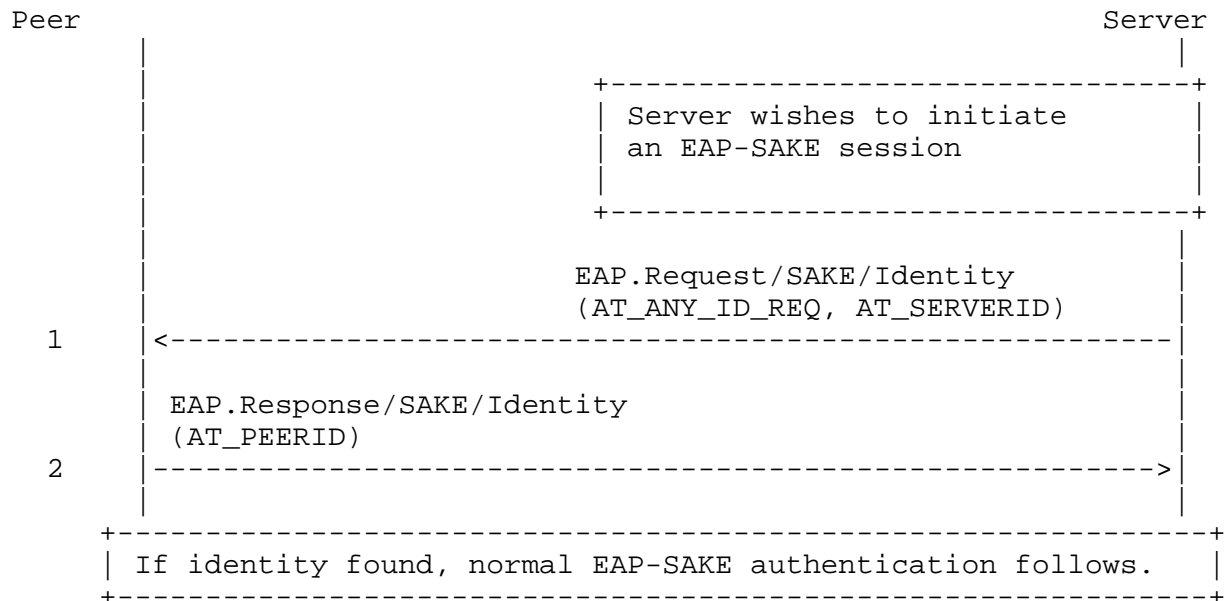 Peer Server
Server wishes to initiate
an EAP-SAKE session
EAP.Request/SAKE/Identity
(AT_ANY_ID_REQ, AT_SERVERID)
1
EAP.Response/SAKE/Identity
(AT_PEERID)
2
If identity found, normal EAP-SAKE authentication follows.